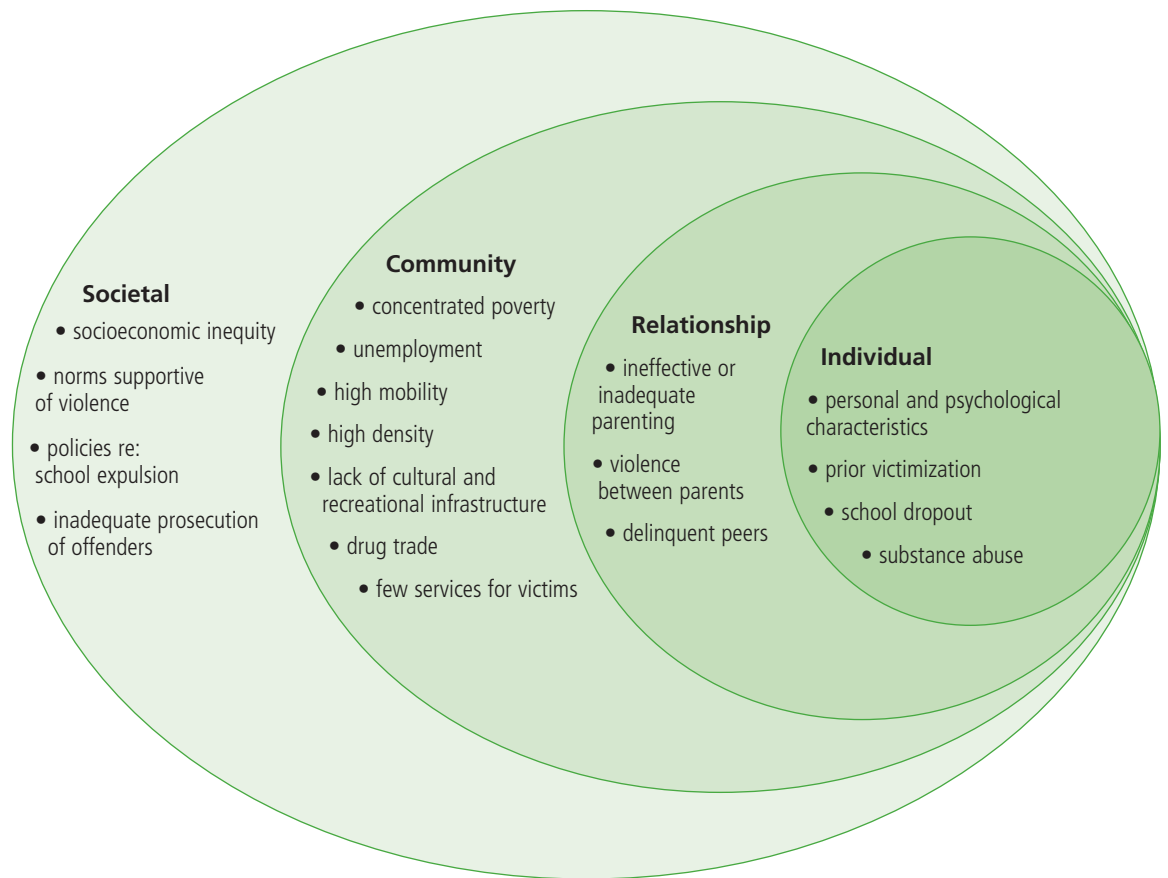 Societal
• socioeconomic inequity
• norms supportive
of violence
• policies re:
school expulsion
• inadequate prosecution
of offenders
Community
• concentrated poverty
• unemployment
• high mobility
• high density
• lack of cultural and
recreational infrastructure
• drug trade
• few services for victims
Relationship
• ineffective or
inadequate
parenting
• violence
between parents
• delinquent peers
Individual
• personal and psychological
characteristics
• prior victimization
• school dropout
• substance abuse